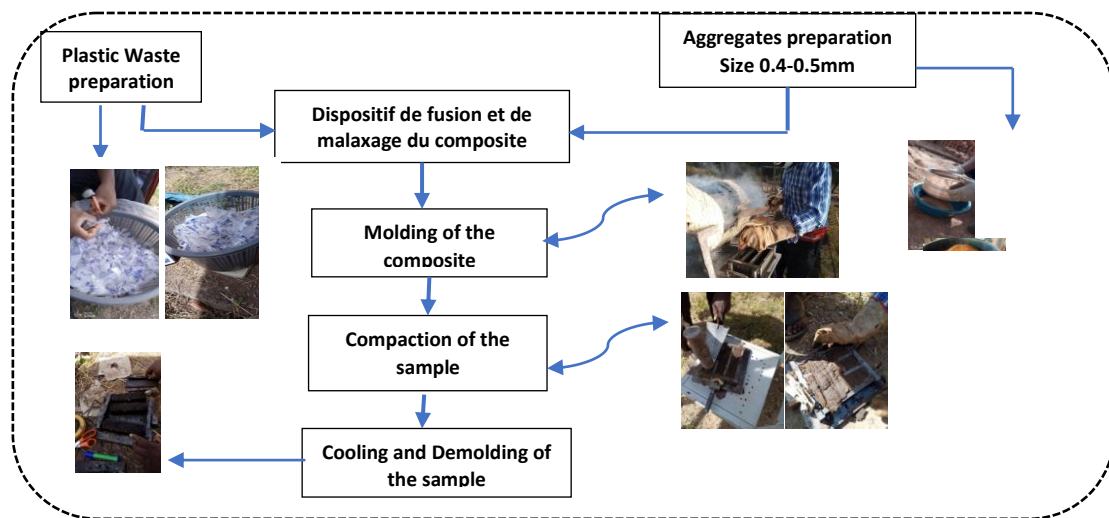 Plastic Waste
preparation
Aggregates preparation
Size 0.4-0.5mm
Dispositif de fusion et de
malaxage du composite
Molding of the
composite
Compaction of the
sample
Cooling and Demolding of
the sample